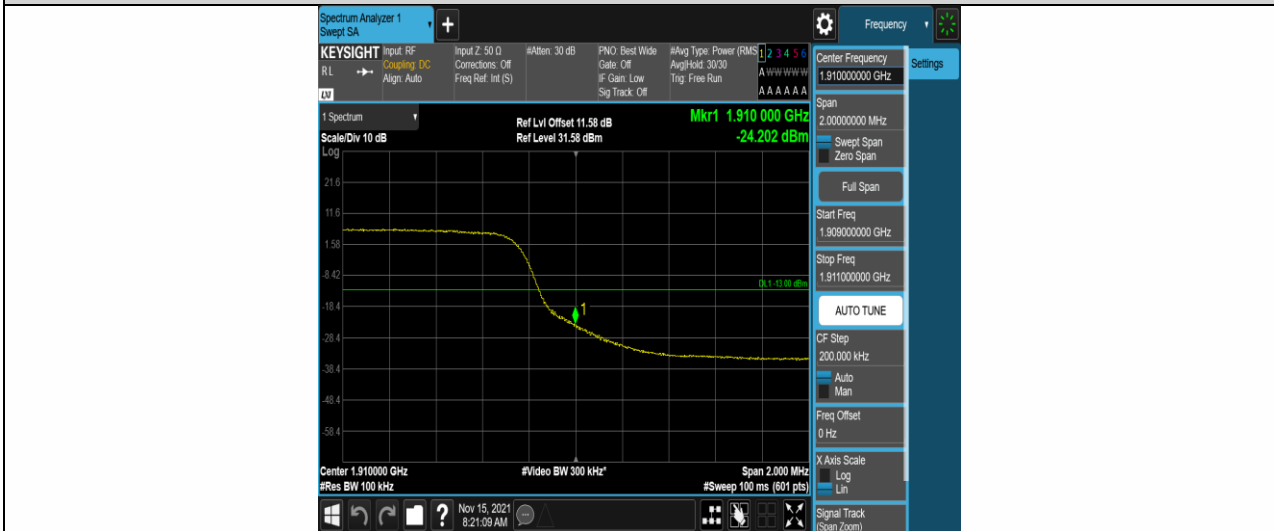 Spectrum Analyzer 1
Swept SA
Frequency
KEYSIGHT
RL
LXI
Input: RF
Coupling: DC
Align: Auto
Input Z: 50 Ω
Corrections: Off
Freq Ref: Int (S)
#Atten: 30 dB
PNO: Best Wide
Gate: Off
IF Gain: Low
Sig Track: Off
#Avg Type: Power (RMS
Avg|Hold: 30/30
Trig: Free Run
1 2 3 4 5 6
A W W W W W
A A A A A A
Center Frequency
1.910000000 GHz
Settings
1 Spectrum
Scale/Div 10 dB
Log
Ref Lvl Offset 11.58 dB
Ref Level 31.58 dBm
Mkr1 1.910 000 GHz
-24.202 dBm
21.6
11.6
1.58
-8.42
-18.4
-28.4
-38.4
-48.4
-58.4
DL1 -13.00 dBm
1
Center 1.910000 GHz
#Res BW 100 kHz
#Video BW 300 kHz*
Span 2.000 MHz
#Sweep 100 ms (601 pts)
Span
2.00000000 MHz
Swept Span
Zero Span
Full Span
Start Freq
1.909000000 GHz
Stop Freq
1.911000000 GHz
AUTO TUNE
CF Step
200.000 kHz
Auto
Man
Freq Offset
0 Hz
X Axis Scale
Log
Lin
Signal Track
(Span Zoom)
?
Nov 15, 2021
8:21:09 AM